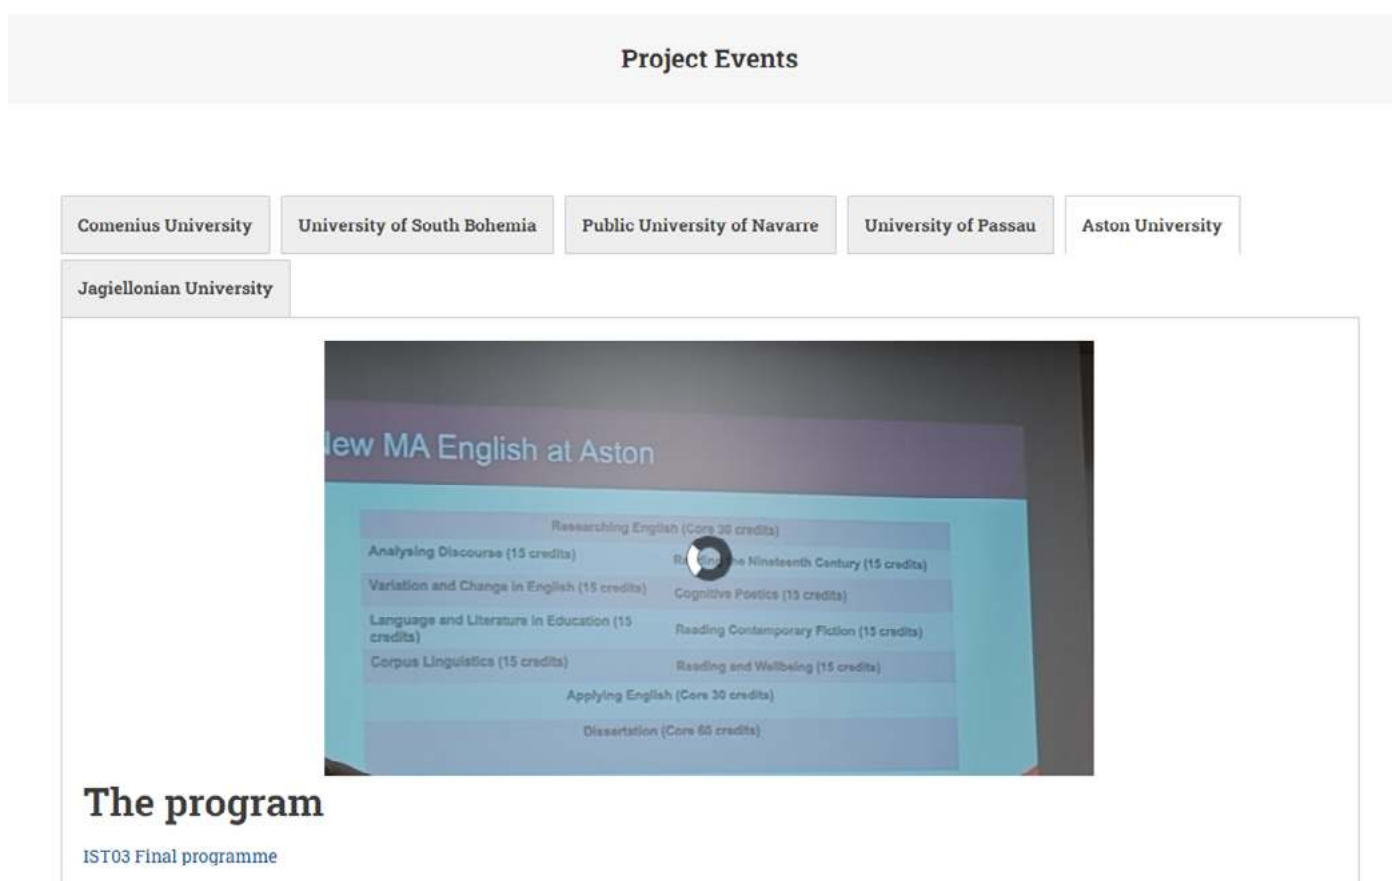 Project Events
Comenius University
University of South Bohemia
Public University of Navarre
University of Passau
Aston University
Jagiellonian University
New MA English at Aston
Researching English (Core 30 credits)
Analysing Discourse (15 credits)
Reading the Nineteenth Century (15 credits)
Variation and Change in English (15 credits)
Cognitive Poetics (15 credits)
Language and Literature in Education (15
credits)
Reading Contemporary Fiction (15 credits)
Corpus Linguistics (15 credits)
Reading and Wellbeing (15 credits)
Applying English (Core 30 credits)
Dissertation (Core 60 credits)
The program
IST03 Final programme